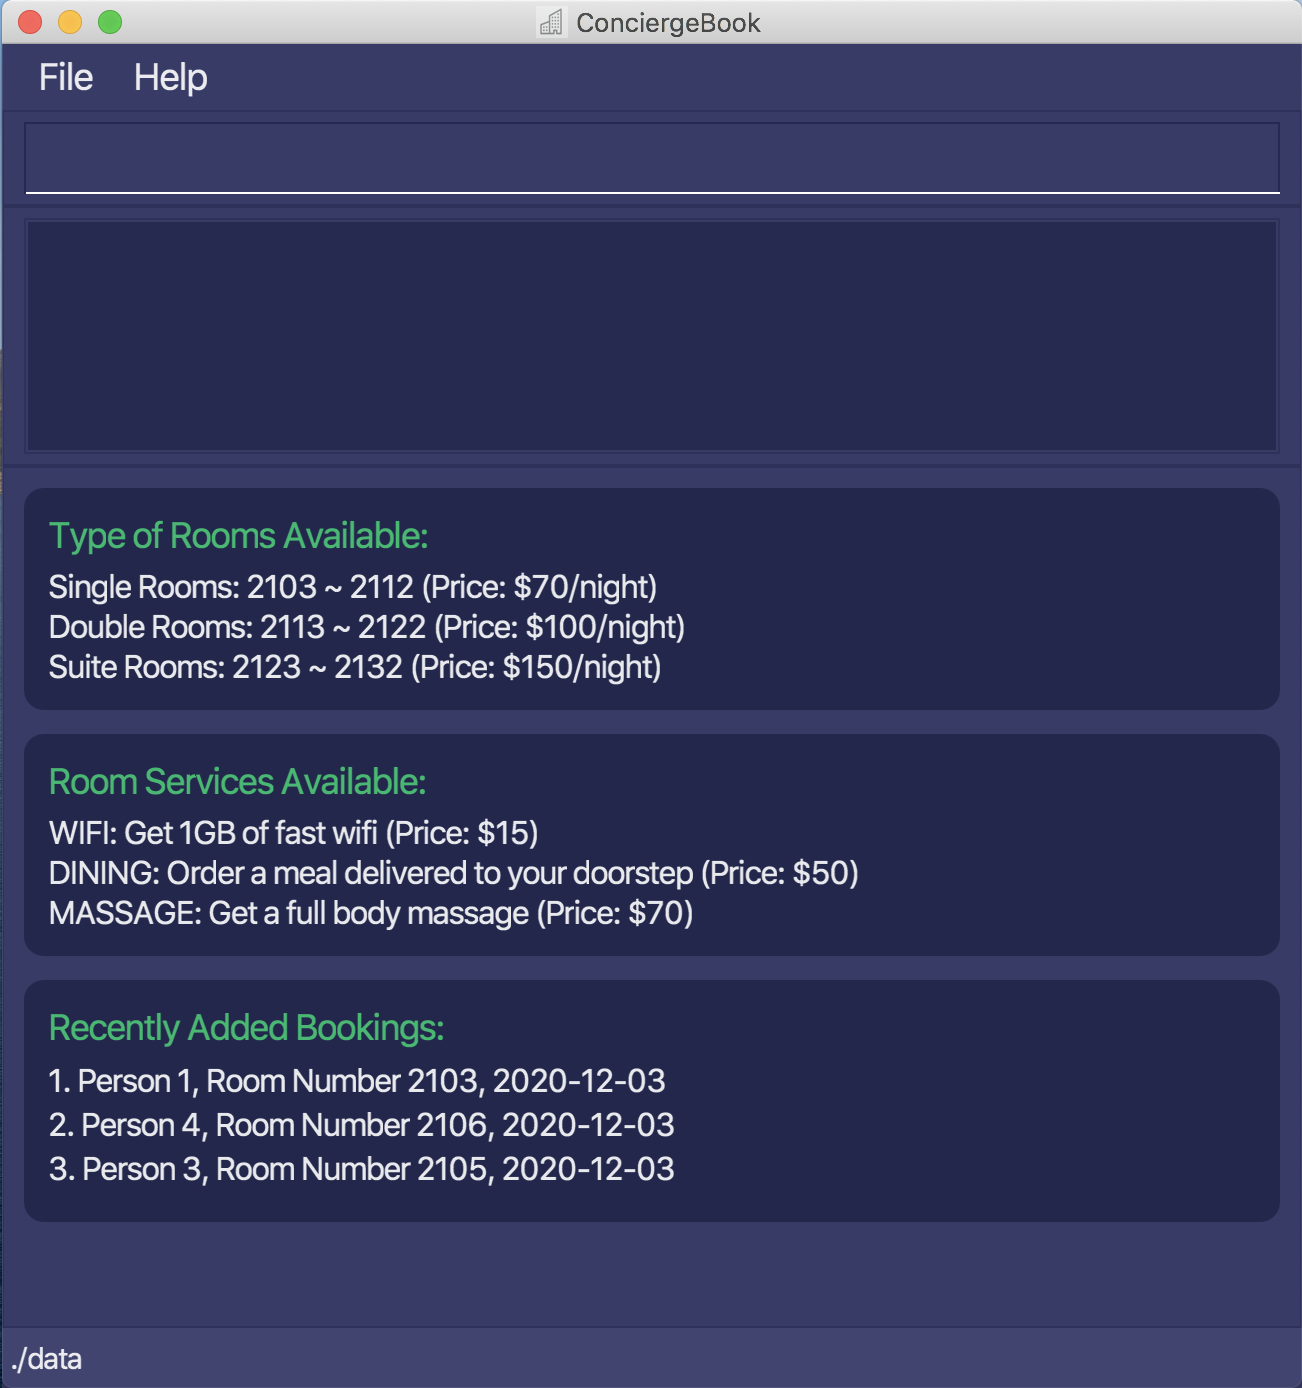 ConciergeBook
File Help
Type of Rooms Available:
Single Rooms: 2103 ~ 2112 (Price: $70/night)
Double Rooms: 2113 ~ 2122 (Price: $100/night)
Suite Rooms: 2123 ~ 2132 (Price: $150/night)
Room Services Available:
WIFI: Get 1GB of fast wifi (Price: $15)
DINING: Order a meal delivered to your doorstep (Price: $50)
MASSAGE: Get a full body massage (Price: $70)
Recently Added Bookings:
1. Person 1, Room Number 2103, 2020-12-03
2. Person 4, Room Number 2106, 2020-12-03
3. Person 3, Room Number 2105, 2020-12-03
./data